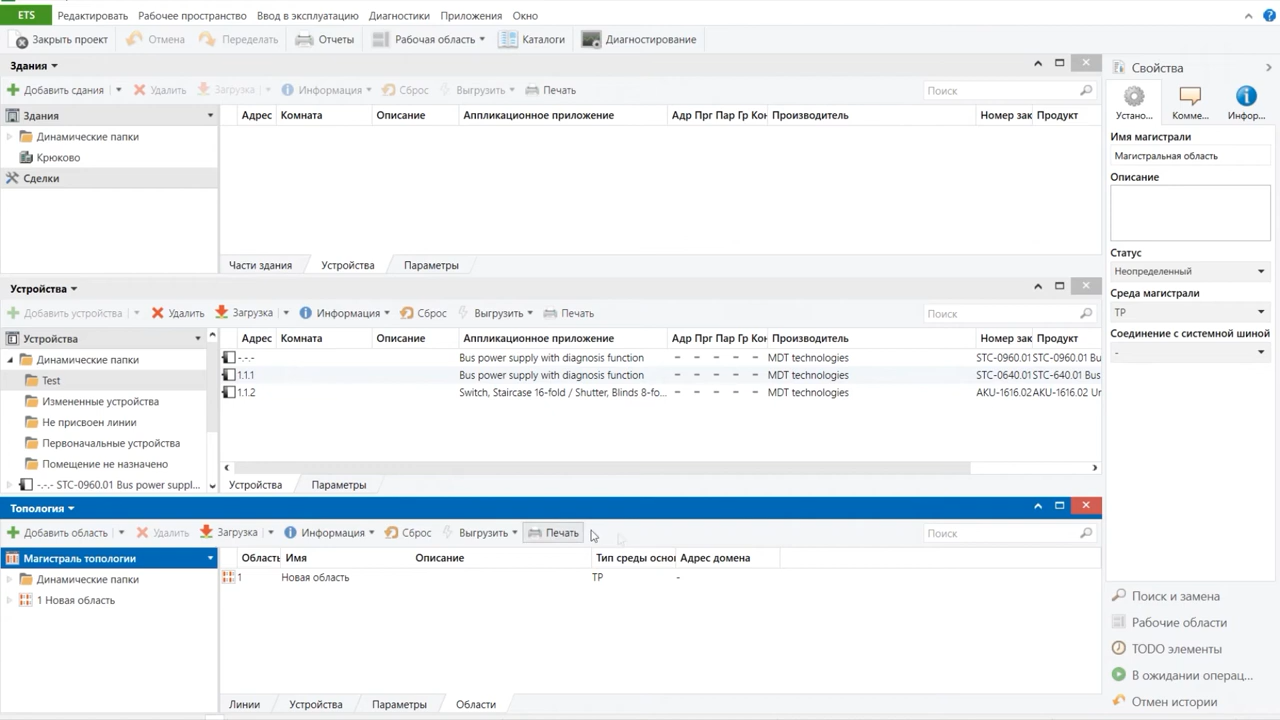 ETS Редактировать Рабочее пространство Ввод в эксплуатацию Диагностики Приложения Окно
Закрыть проект Отмена Переделать Отчеты Рабочая область Каталоги Диагностирование
Здания
Добавить здания Удалить Загрузка Информация Сброс Выгрузить Печать Поиск
Здания
Динамические папки
Крюково
Сделки
Адрес Комната Описание Аппликационное приложение Адр Прг Пар Гр Кон Производитель Номер зак Продукт
Части здания Устройства Параметры
Устройства
Добавить устройства Удалить Загрузка Информация Сброс Выгрузить Печать Поиск
Устройства
Динамические папки
Test
Измененные устройства
Не присвоен линии
Первоначальные устройства
Помещение не назначено
-.-.- STC-0960.01 Bus power suppl...
Адрес Комната Описание Аппликационное приложение Адр Прг Пар Гр Кон Производитель Номер зак Продукт
-.-.- Bus power supply with diagnosis function – – – – – MDT technologies STC-0960.01 STC-0960.01 Bu
1.1.1 Bus power supply with diagnosis function – – – – – MDT technologies STC-0640.01 STC-640.01 Bus
1.1.2 Switch, Staircase 16-fold / Shutter, Blinds 8-fo... – – – – – MDT technologies AKU-1616.02 AKU-1616.02 Ur
Устройства Параметры
Топология
Добавить область Удалить Загрузка Информация Сброс Выгрузить Печать Поиск
Магистраль топологии
Динамические папки
1 Новая область
Область Имя Описание Тип среды осно Адрес домена
1 Новая область TP -
Линии Устройства Параметры Области
Свойства
Устано... Комме... Инфор...
Имя магистрали
Магистральная область
Описание
Статус
Неопределенный
Среда магистрали
TP
Соединение с системной шиной
-
Поиск и замена
Рабочие области
TODO элементы
В ожидании операц...
Отмен истории